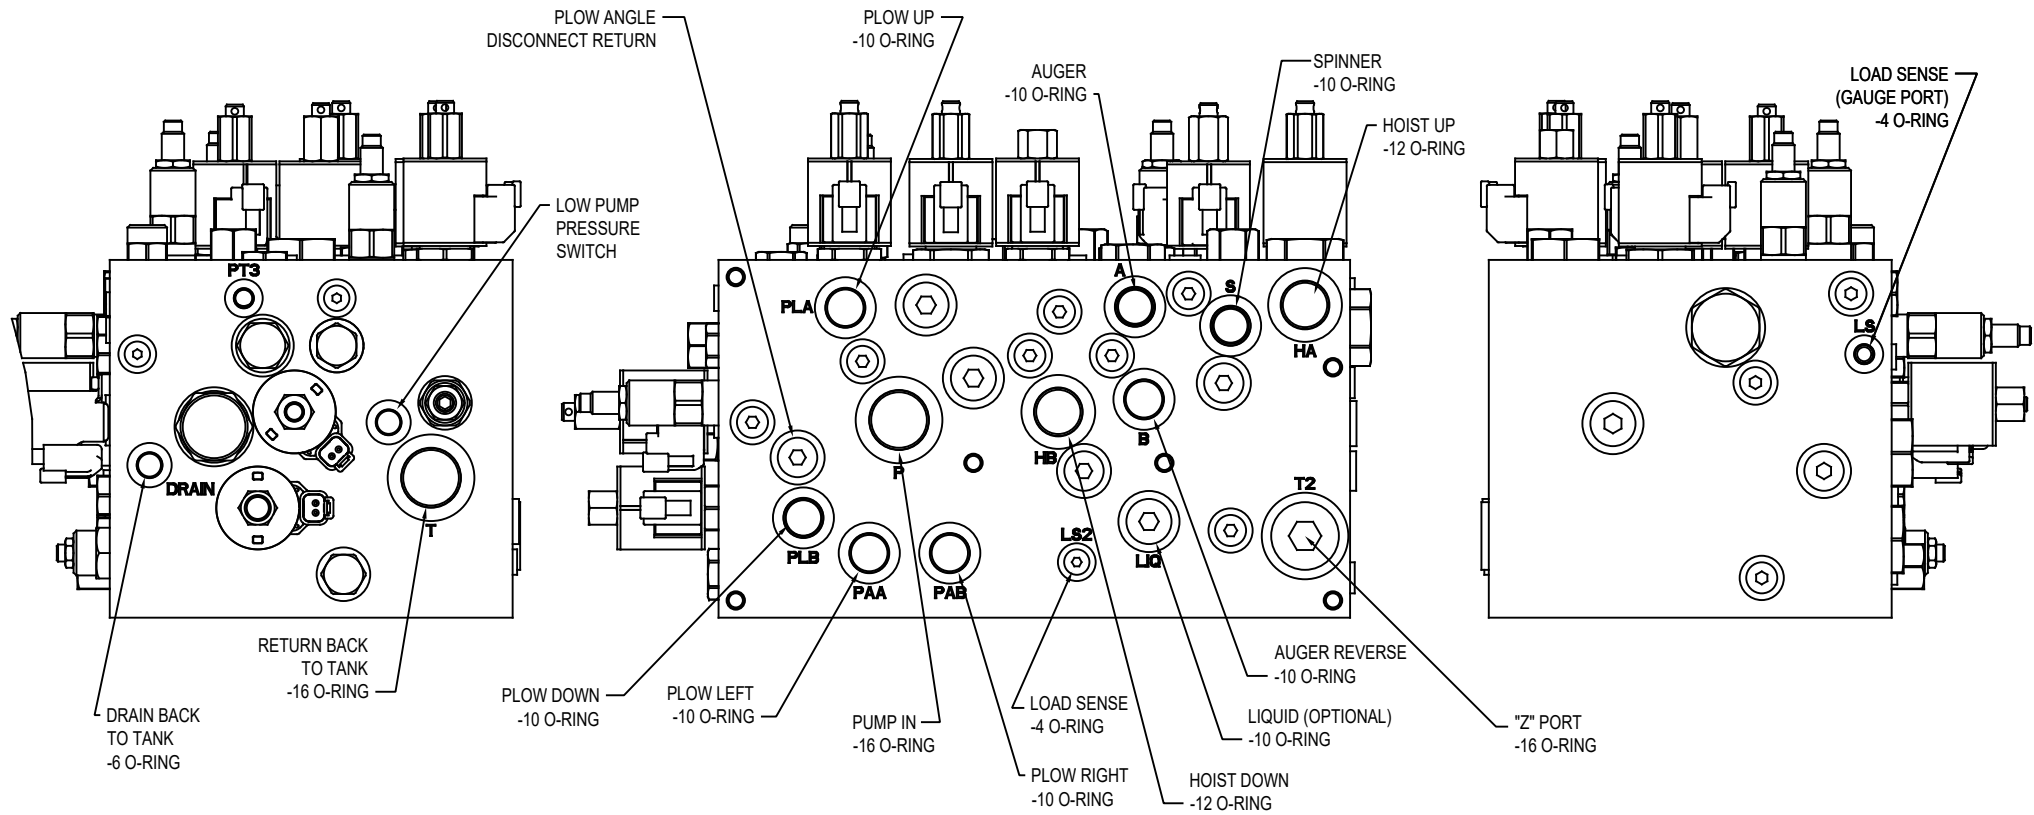 PLOW ANGLE
DISCONNECT RETURN
PLOW UP
-10 O-RING
AUGER
-10 O-RING
SPINNER
-10 O-RING
HOIST UP
-12 O-RING
LOAD SENSE
(GAUGE PORT)
-4 O-RING
LOW PUMP
PRESSURE
SWITCH
PT3
DRAIN
T
PLA
A
S
HA
P
HB
B
T2
PLB
PAA
PAB
LS2
LIQ
LS
RETURN BACK
TO TANK
-16 O-RING
DRAIN BACK
TO TANK
-6 O-RING
PLOW DOWN
-10 O-RING
PLOW LEFT
-10 O-RING
PUMP IN
-16 O-RING
PLOW RIGHT
-10 O-RING
LOAD SENSE
-4 O-RING
HOIST DOWN
-12 O-RING
LIQUID (OPTIONAL)
-10 O-RING
AUGER REVERSE
-10 O-RING
"Z" PORT
-16 O-RING